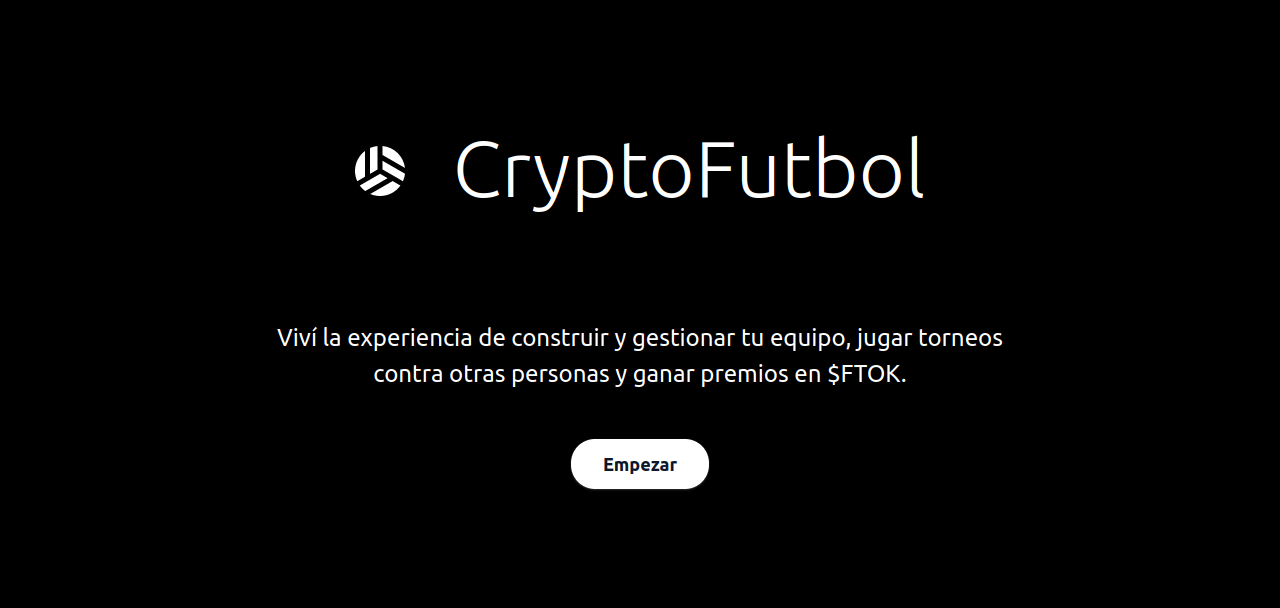 CryptoFutbol
Viví la experiencia de construir y gestionar tu equipo, jugar torneos
contra otras personas y ganar premios en $FTOK.
Empezar